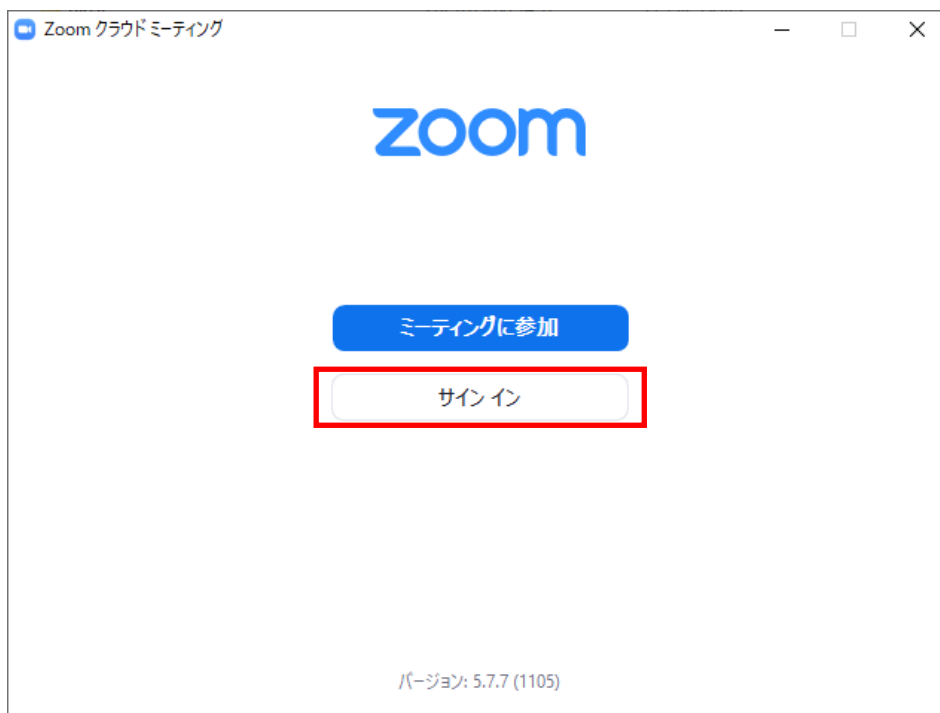 Zoom クラウド ミーティング
zoom
ミーティングに参加
サイン イン
バージョン: 5.7.7 (1105)